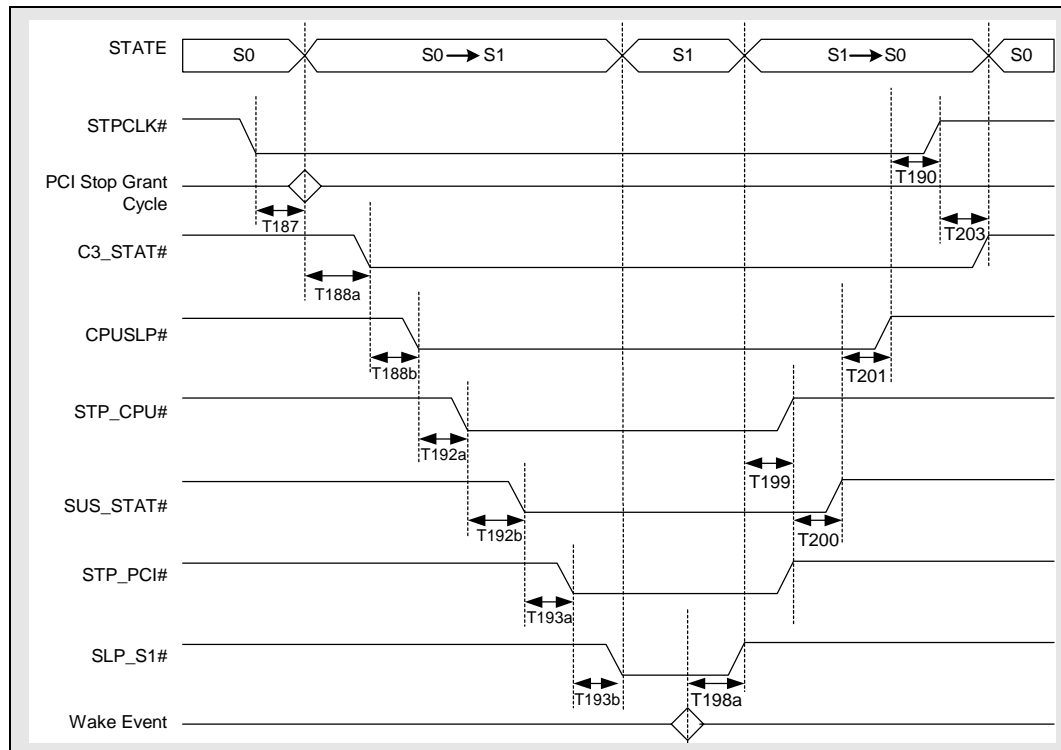 STATE
S0
S0 → S1
S1
S1 → S0
S0
STPCLK#
T190
PCI Stop Grant
Cycle
T187
T203
C3_STAT#
T188a
CPUSLP#
T188b
T201
STP_CPU#
T192a
T199
SUS_STAT#
T192b
T200
STP_PCI#
T193a
SLP_S1#
T193b
T198a
Wake Event